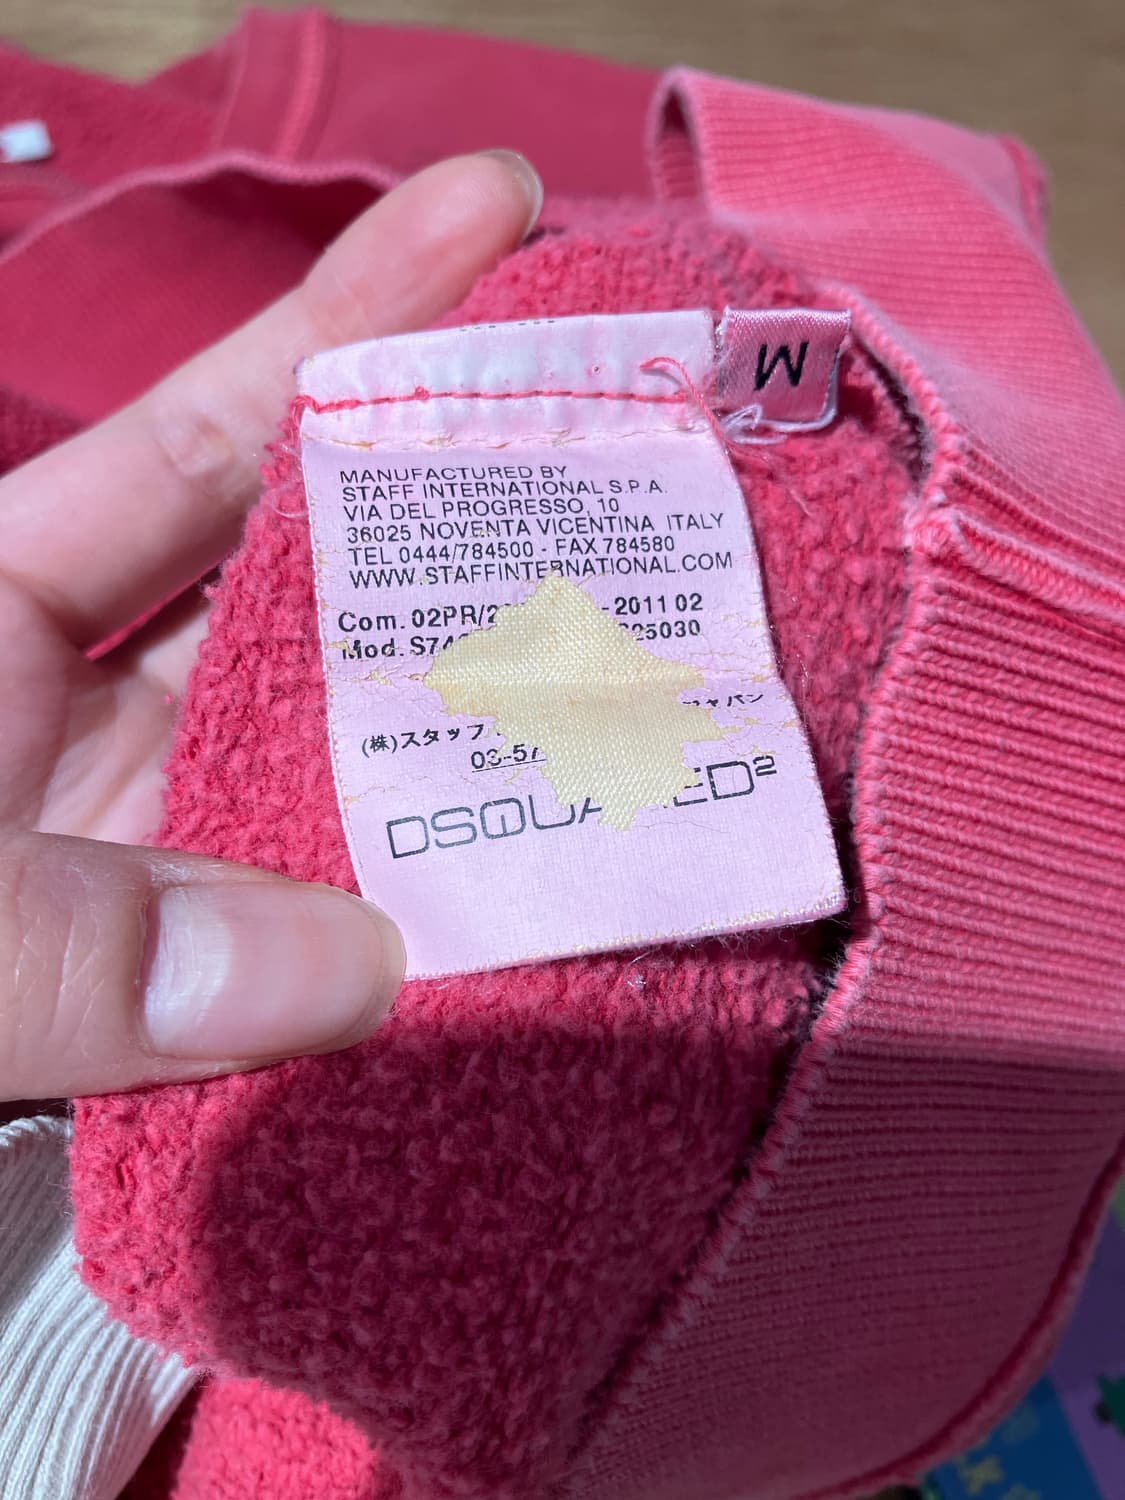 M
MANUFACTURED BY
STAFF INTERNATIONAL S.P.A.
VIA DEL PROGRESSO, 10
36025 NOVENTA VICENTINA ITALY
TEL 0444/784500 - FAX 784580
WWW.STAFFINTERNATIONAL.COM
Com. 02PR/2 - 2011 02
Mod. S74 25030
(株)スタッフ ャパン
03-57
DSQUA ED²